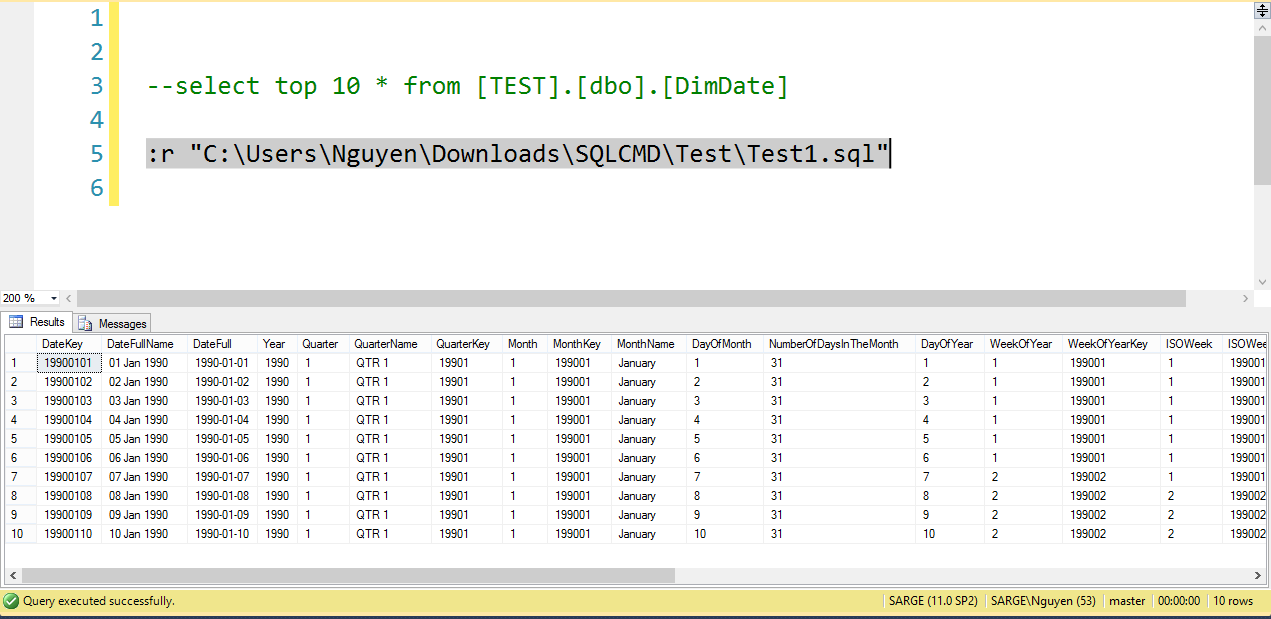 1
2
3 --select top 10 * from [TEST].[dbo].[DimDate]
4
5 :r "C:\Users\Nguyen\Downloads\SQLCMD\Test\Test1.sql"
6
200 %
Results Messages
DateKey DateFullName DateFull Year Quarter QuarterName QuarterKey Month MonthKey MonthName DayOfMonth NumberOfDaysInTheMonth DayOfYear WeekOfYear WeekOfYearKey ISOWeek ISOWee
1 19900101 01 Jan 1990 1990-01-01 1990 1 QTR 1 19901 1 199001 January 1 31 1 1 199001 1 199001
2 19900102 02 Jan 1990 1990-01-02 1990 1 QTR 1 19901 1 199001 January 2 31 2 1 199001 1 199001
3 19900103 03 Jan 1990 1990-01-03 1990 1 QTR 1 19901 1 199001 January 3 31 3 1 199001 1 199001
4 19900104 04 Jan 1990 1990-01-04 1990 1 QTR 1 19901 1 199001 January 4 31 4 1 199001 1 199001
5 19900105 05 Jan 1990 1990-01-05 1990 1 QTR 1 19901 1 199001 January 5 31 5 1 199001 1 199001
6 19900106 06 Jan 1990 1990-01-06 1990 1 QTR 1 19901 1 199001 January 6 31 6 1 199001 1 199001
7 19900107 07 Jan 1990 1990-01-07 1990 1 QTR 1 19901 1 199001 January 7 31 7 2 199002 1 199001
8 19900108 08 Jan 1990 1990-01-08 1990 1 QTR 1 19901 1 199001 January 8 31 8 2 199002 2 199002
9 19900109 09 Jan 1990 1990-01-09 1990 1 QTR 1 19901 1 199001 January 9 31 9 2 199002 2 199002
10 19900110 10 Jan 1990 1990-01-10 1990 1 QTR 1 19901 1 199001 January 10 31 10 2 199002 2 199002
Query executed successfully. SARGE (11.0 SP2) SARGE\Nguyen (53) master 00:00:00 10 rows